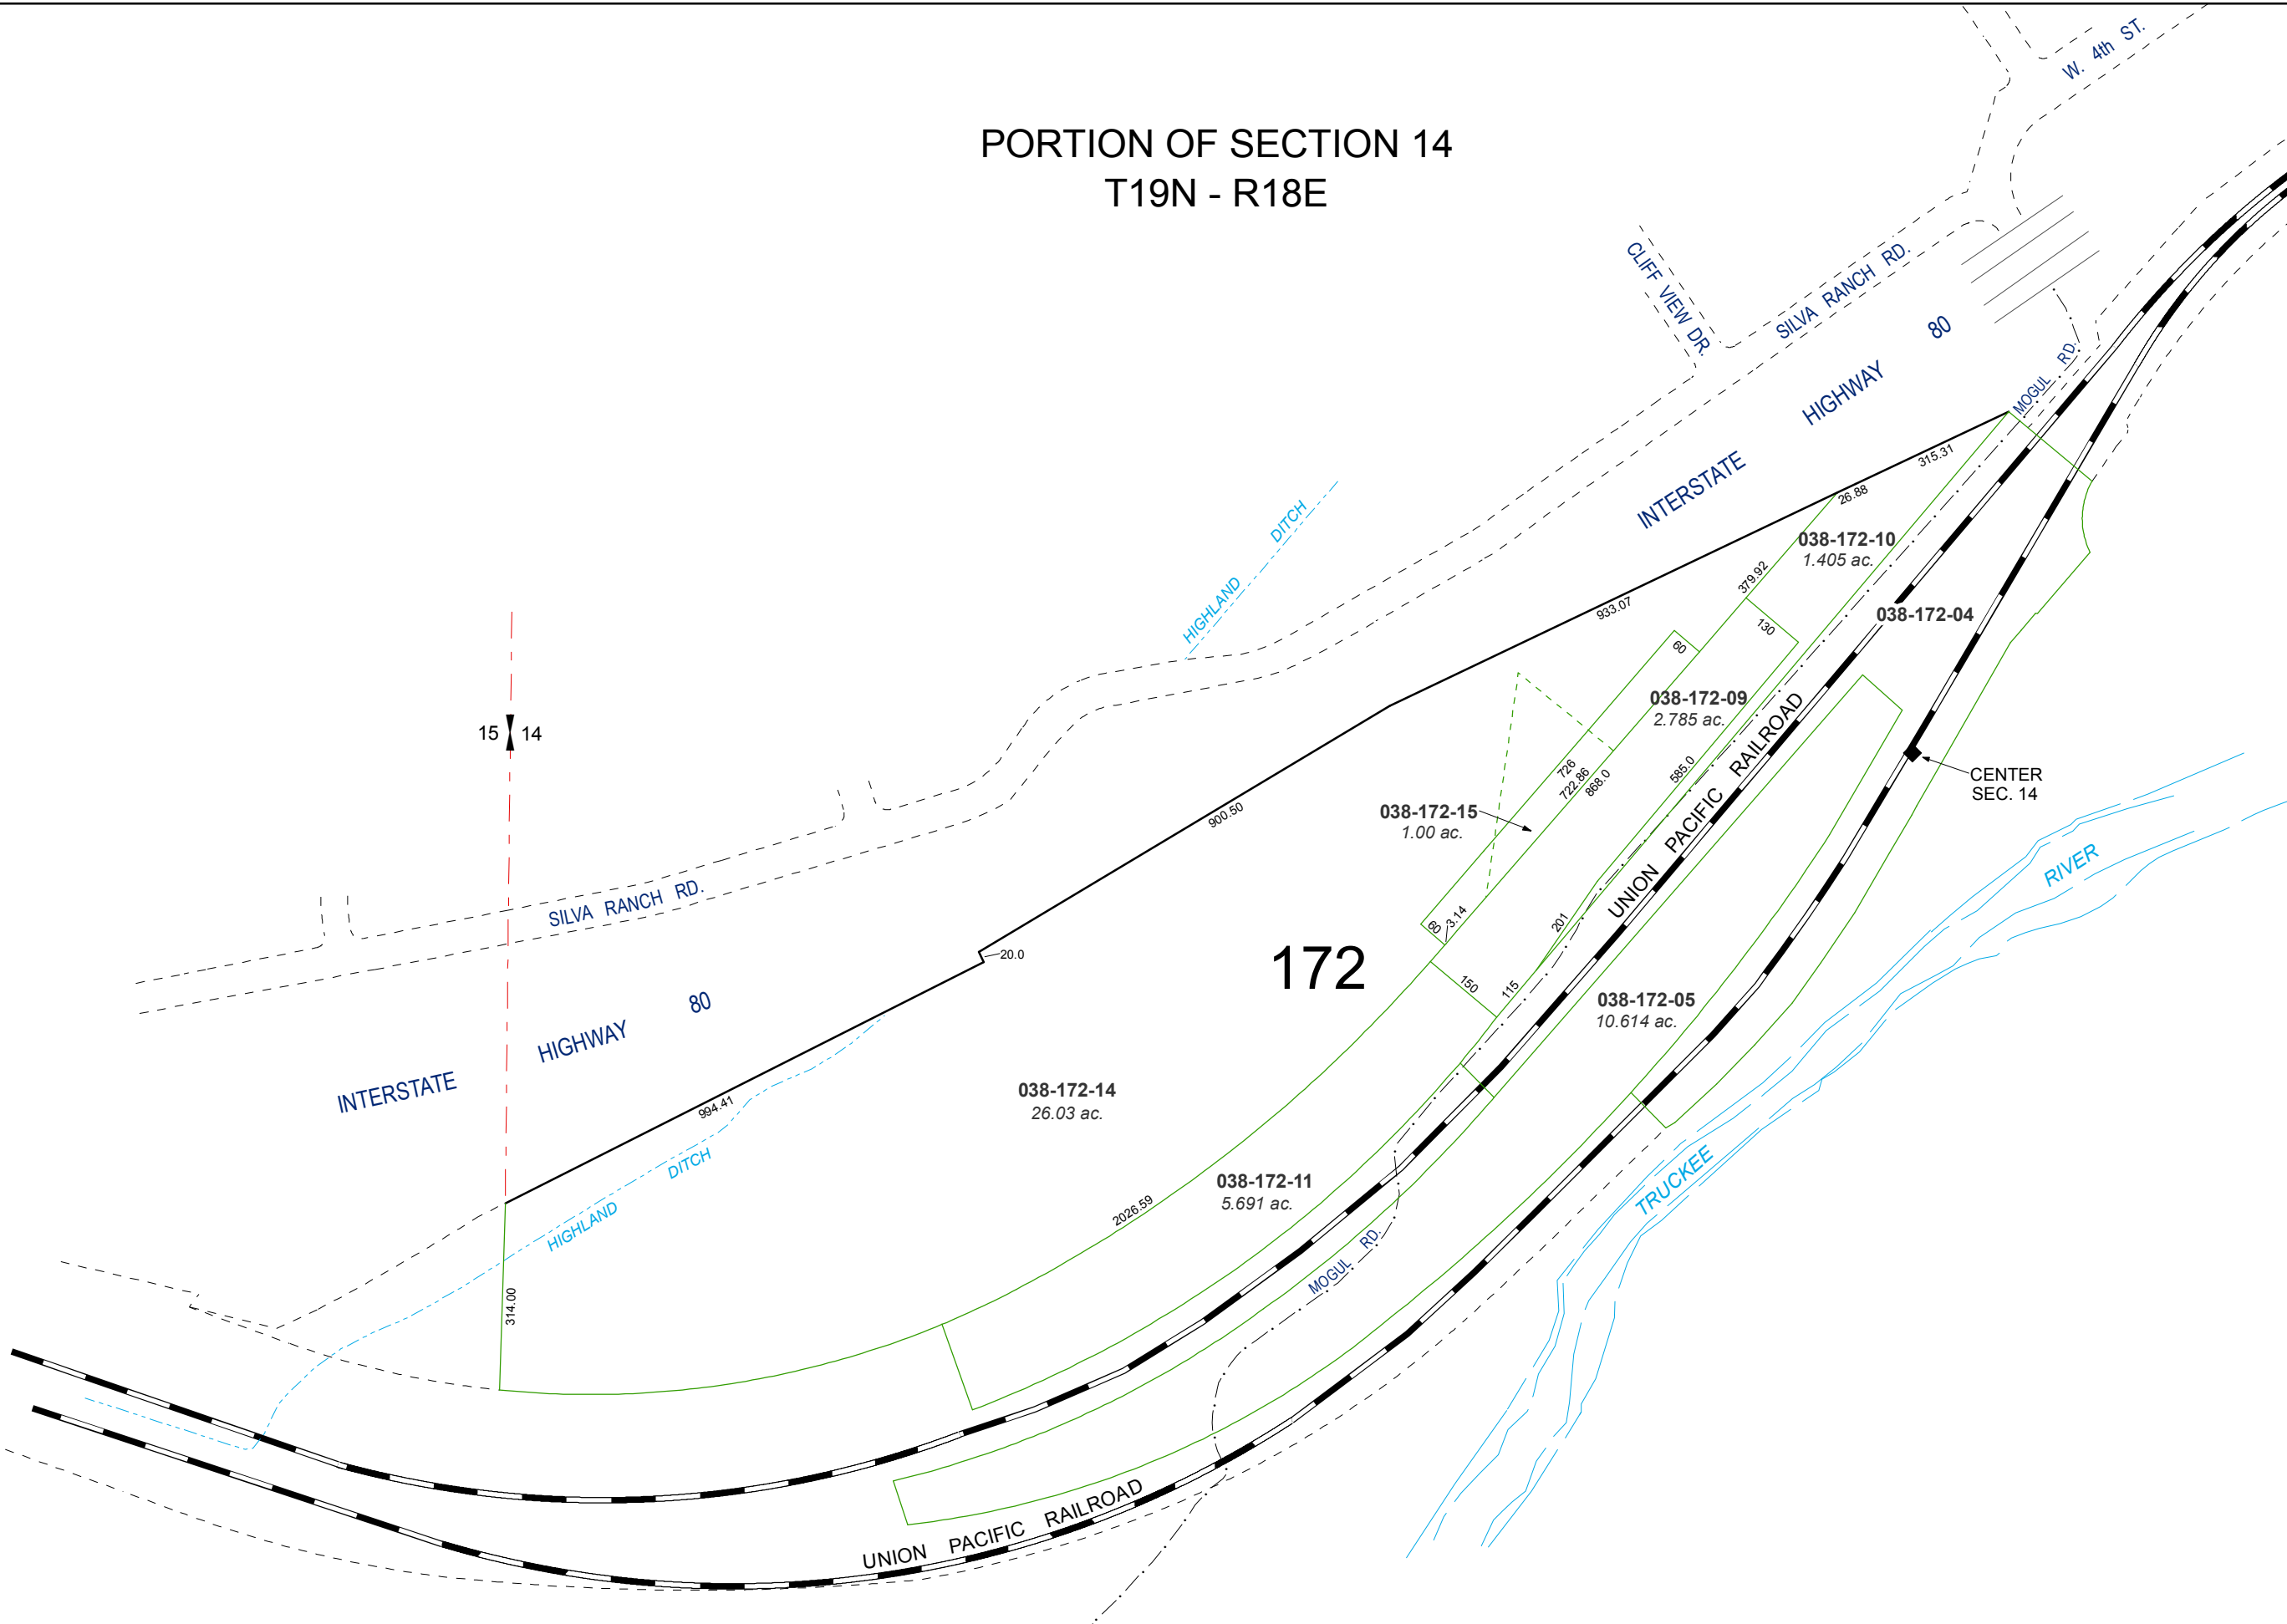 W. 4th ST.
PORTION OF SECTION 14
T19N - R18E
CLIFF VIEW DR.
SILVA RANCH RD.
INTERSTATE HIGHWAY 80
MOGUL RD.
315.31
26.88
HIGHLAND DITCH
038-172-10
1.405 ac.
379.92
933.07
130
038-172-04
60
038-172-09
2.785 ac.
15 14
726
722.86
868.0
585.0
UNION PACIFIC RAILROAD
CENTER
SEC. 14
038-172-15
1.00 ac.
900.50
RIVER
SILVA RANCH RD.
60
3.14
201
20.0
172
150
115
038-172-05
10.614 ac.
INTERSTATE HIGHWAY 80
994.41
038-172-14
26.03 ac.
HIGHLAND DITCH
TRUCKEE
038-172-11
5.691 ac.
2026.59
MOGUL RD.
314.00
UNION PACIFIC RAILROAD